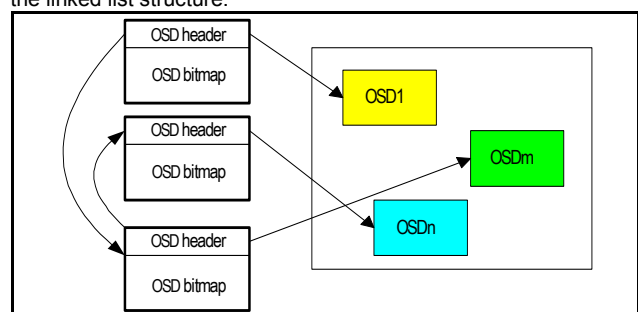 the linked list structure.
OSD header
OSD bitmap
OSD1
OSD header
OSD bitmap
OSDm
OSDn
OSD header
OSD bitmap